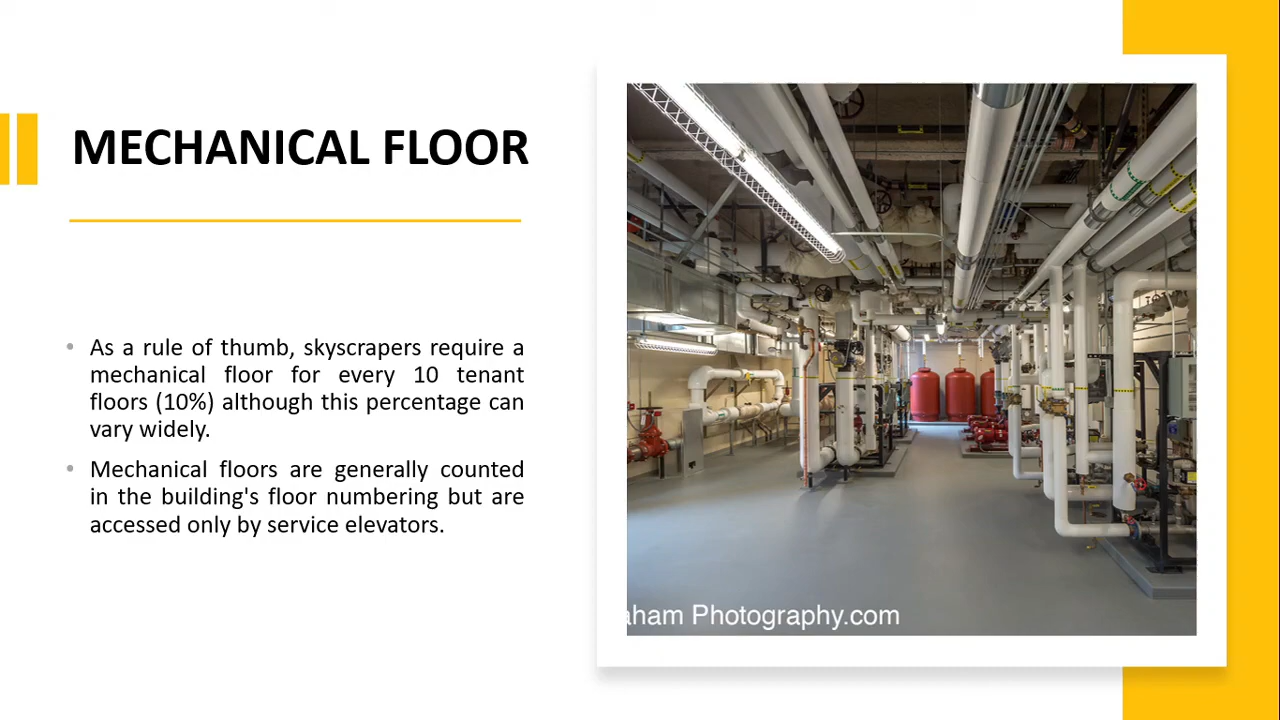 MECHANICAL FLOOR
• As a rule of thumb, skyscrapers require a
mechanical floor for every 10 tenant
floors (10%) although this percentage can
vary widely.
• Mechanical floors are generally counted
in the building's floor numbering but are
accessed only by service elevators.
aham Photography.com